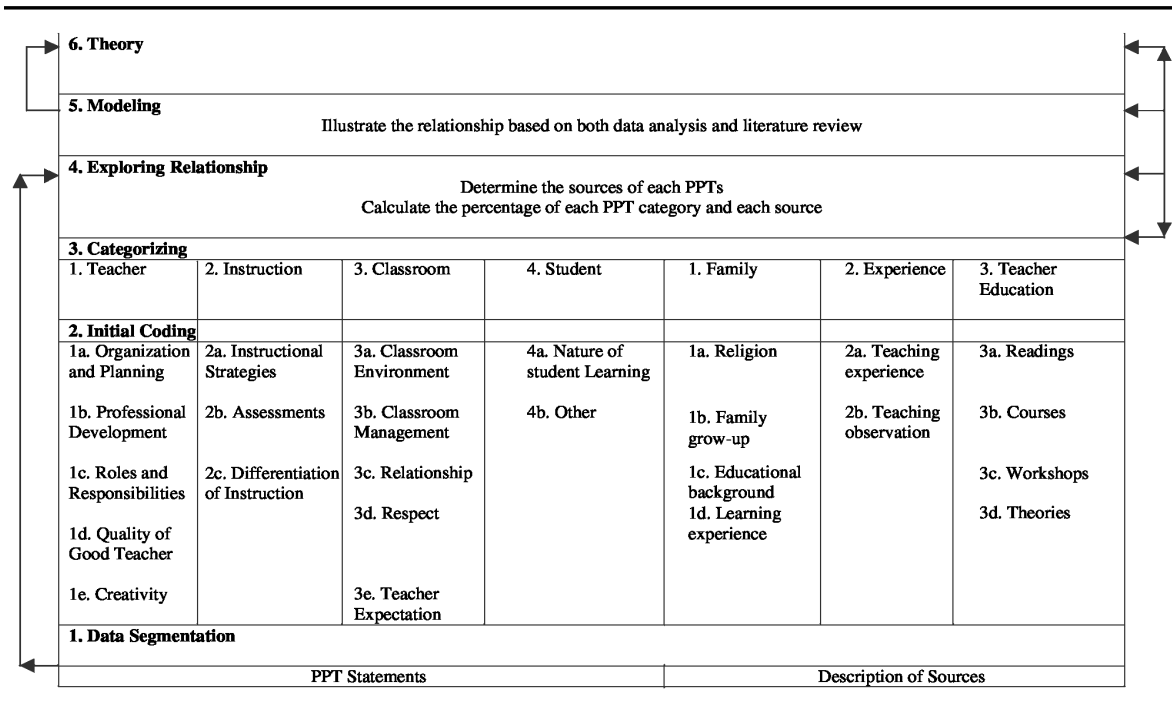 6. Theory
5. Modeling
Illustrate the relationship based on both data analysis and literature review
4. Exploring Relationship
Determine the sources of each PPTs
Calculate the percentage of each PPT category and each source
3. Categorizing
1. Teacher
2. Instruction
3. Classroom
4. Student
1. Family
2. Experience
3. Teacher
Education
2. Initial Coding
1a. Organization
and Planning
1b. Professional
Development
1c. Roles and
Responsibilities
1d. Quality of
Good Teacher
1e. Creativity
2a. Instructional
Strategies
2b. Assessments
2c. Differentiation
of Instruction
3a. Classroom
Environment
3b. Classroom
Management
3c. Relationship
3d. Respect
3e. Teacher
Expectation
4a. Nature of
student Learning
4b. Other
1a. Religion
1b. Family
grow-up
1c. Educational
background
1d. Learning
experience
2a. Teaching
experience
2b. Teaching
observation
3a. Readings
3b. Courses
3c. Workshops
3d. Theories
1. Data Segmentation
PPT Statements
Description of Sources